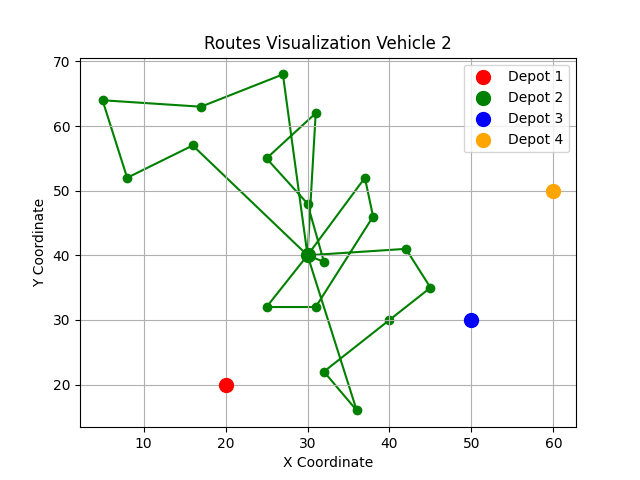 Routes Visualization Vehicle 2
Depot 1
Depot 2
Depot 3
Depot 4
Y Coordinate
70
60
50
40
30
20
10 20 30 40 50 60
X Coordinate